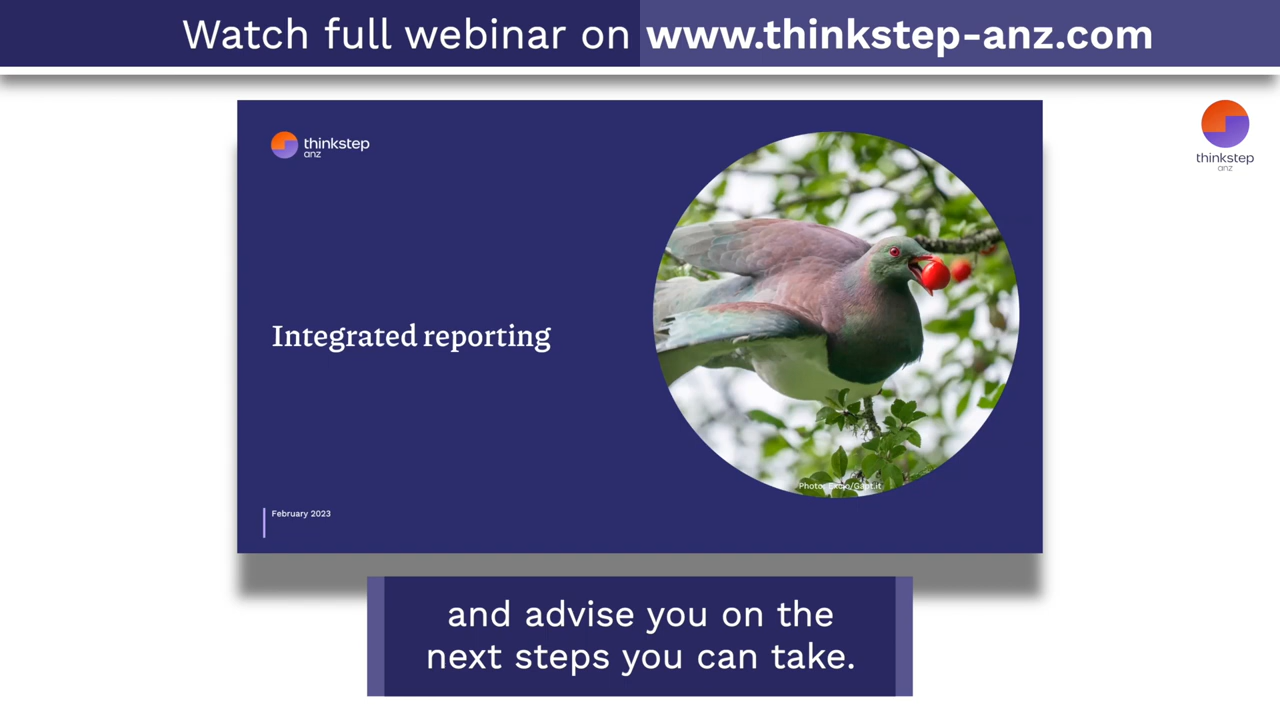 Watch full webinar on www.thinkstep-anz.com
thinkstep
anz
thinkstep
anz
Integrated reporting
February 2023
and advise you on the
next steps you can take.